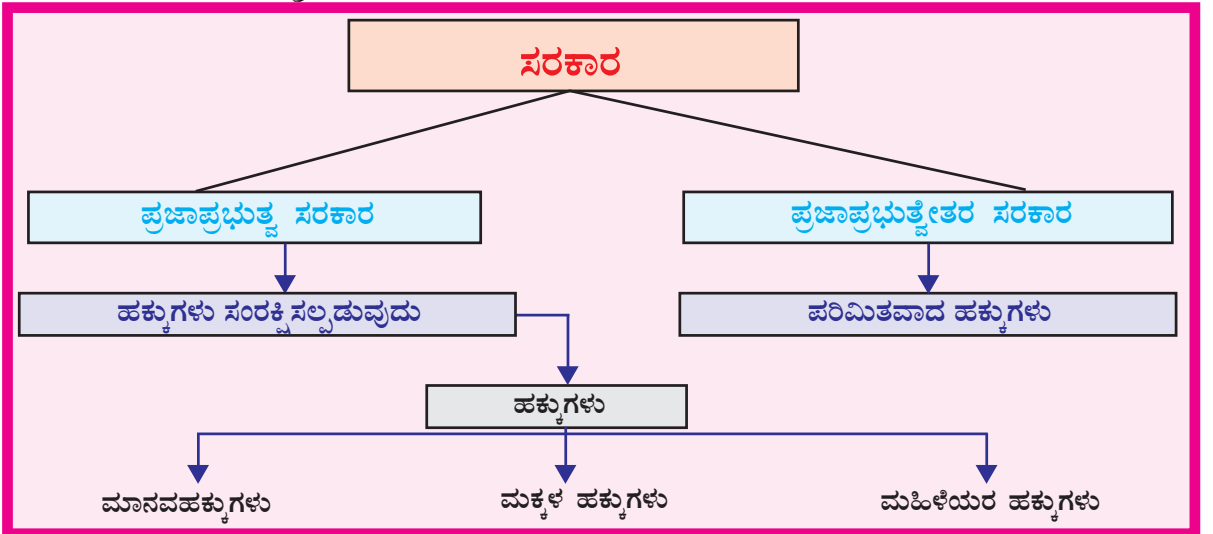 ಸರಕಾರ
ಪ್ರಜಾಪ್ರಭುತ್ವ ಸರಕಾರ
ಪ್ರಜಾಪ್ರಭುತ್ವೇತರ ಸರಕಾರ
ಹಕ್ಕುಗಳು ಸಂರಕ್ಷಿಸಲ್ಪಡುವುದು
ಪರಿಮಿತವಾದ ಹಕ್ಕುಗಳು
ಹಕ್ಕುಗಳು
ಮಾನವಹಕ್ಕುಗಳು
ಮಕ್ಕಳ ಹಕ್ಕುಗಳು
ಮಹಿಳೆಯರ ಹಕ್ಕುಗಳು